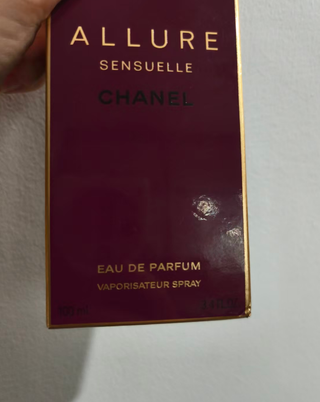 ALLURE
SENSUELLE
CHANEL
EAU DE PARFUM
VAPORISATEUR SPRAY